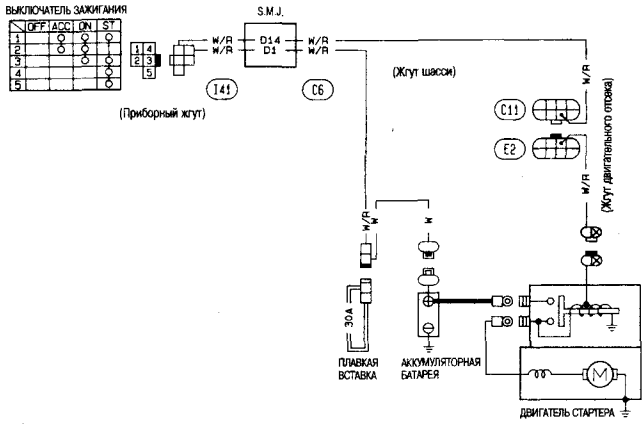 ВЫКЛЮЧАТЕЛЬ ЗАЖИГАНИЯ
OFF ACC ON ST
1
2
3
4
5
1 4
2 3
5
S.M.J.
W/R D14 W/R
W/R D1 W/R
I41
C6
(Приборный жгут)
(Жгут шасси)
W/R
C11
E2
W/R
(Жгут двигательного отсека)
W/R
W
W
30A
ПЛАВКАЯ
ВСТАВКА
АККУМУЛЯТОРНАЯ
БАТАРЕЯ
M
ДВИГАТЕЛЬ СТАРТЕРА